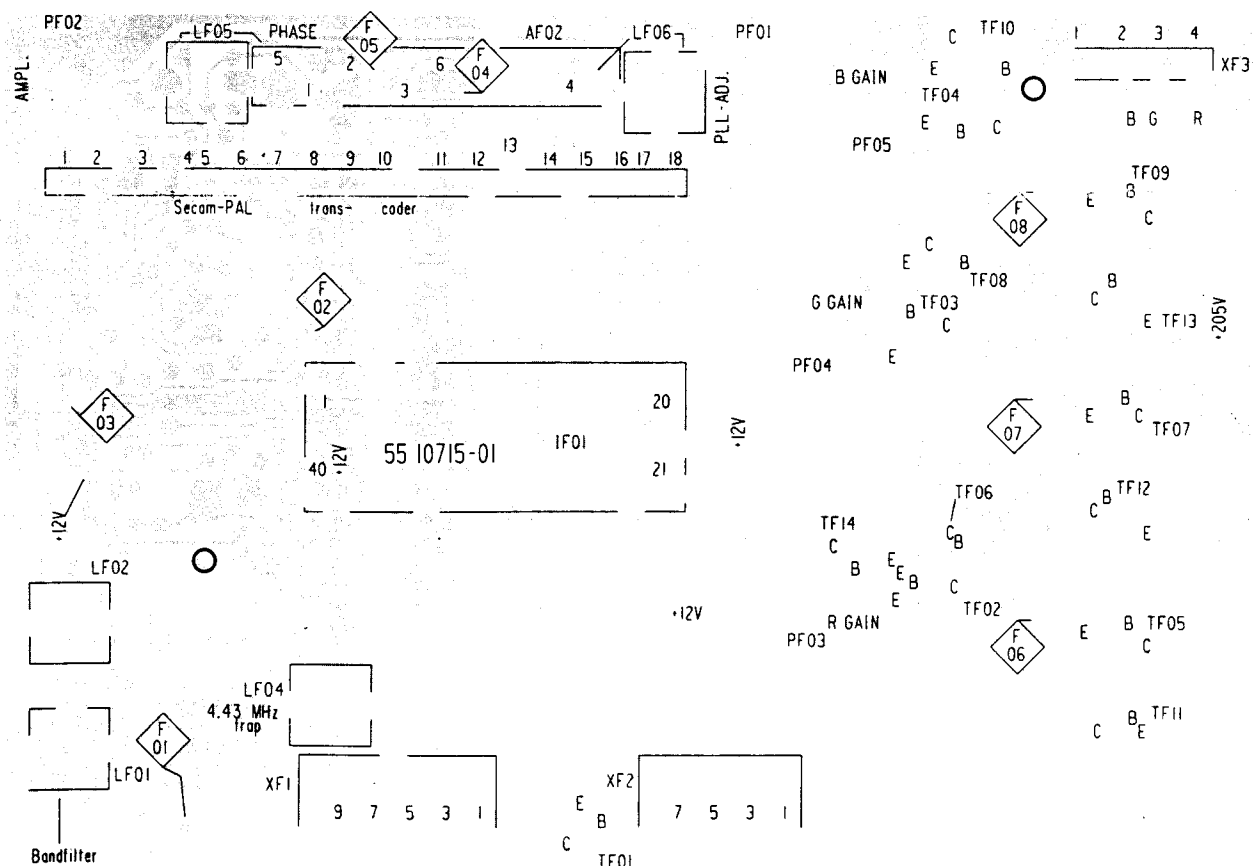 PF02
LF05
PHASE
F 05
AF02
LF06
PF01
TF10
C
1 2 3 4
XF3
AMPL.
5 2 6
F 04
4
1 3
PLL-ADJ.
B GAIN
E B
TF04
E B C
PF05
B G R
1 2 3 4 5 6 7 8 9 10 11 12 13 14 15 16 17 18
Secam-PAL trans- coder
TF09
E B
C
F 08
C
E B
TF08
F 02
G GAIN
B TF03
C
B
C
E TF13
+205V
E
PF04
F 03
1 20
+12V
40
55 10715-01
IF01
21
+12V
F 07
B
E C
TF07
+12V
TF06
C B
B TF12
C
E
TF14
C
B
E
E
B
E
C
TF02
LF02
+12V
R GAIN
PF03
F 06
B TF05
E
C
LF04
4.43 MHz
trap
F 01
LF01
B TF11
C E
XF1
9 7 5 3 1
XF2
7 5 3 1
E
B
C
TF01
Bandfilter